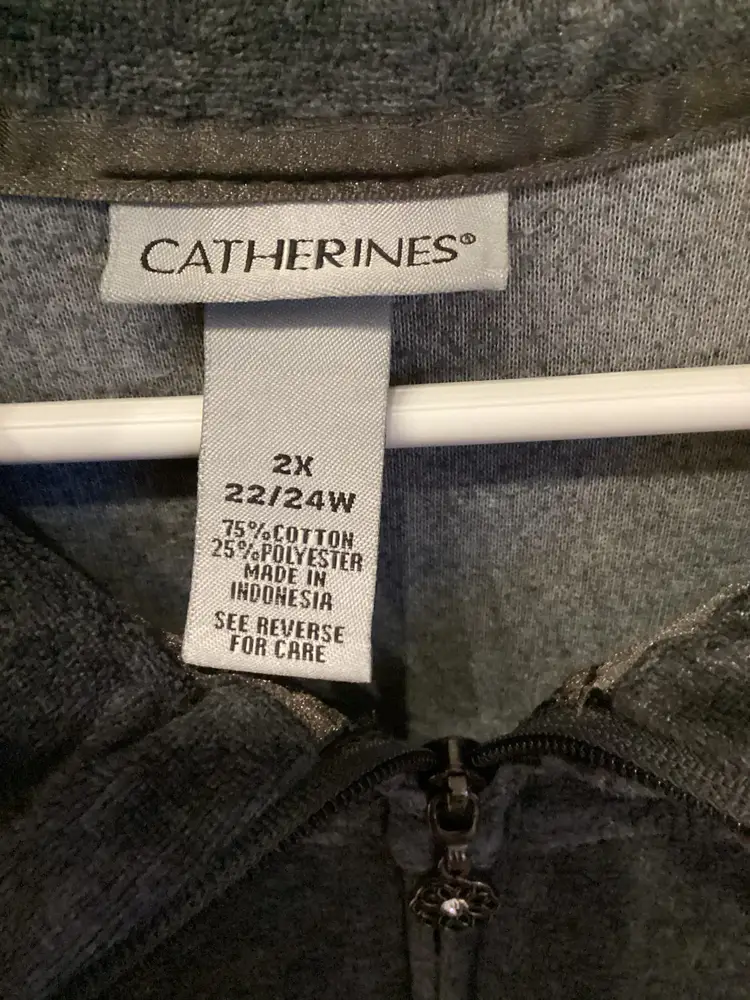 CATHERINES®
2X
22/24W
75% COTTON
25% POLYESTER
MADE IN
INDONESIA
SEE REVERSE
FOR CARE